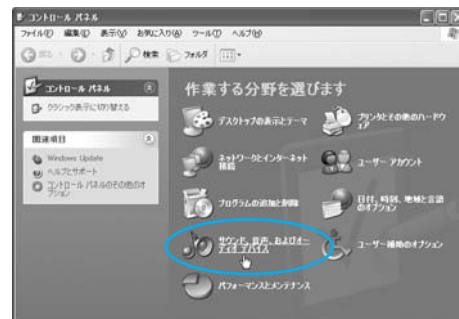 コントロール パネル
ファイル(F) 編集(E) 表示(V) お気に入り(A) ツール(T) ヘルプ(H)
戻る 検索 フォルダ
コントロール パネル
クラシック表示に切り替える
関連項目
Windows Update
ヘルプとサポート
コントロール パネルのその他のオ
プション
作業する分野を選びます
デスクトップの表示とテーマ
プリンタとその他のハードウ
ェア
ネットワークとインターネット
接続
ユーザー アカウント
プログラムの追加と削除
日付、時刻、地域と言語
のオプション
サウンド、音声、およびオー
ディオ デバイス
ユーザー補助のオプション
パフォーマンスとメンテナンス